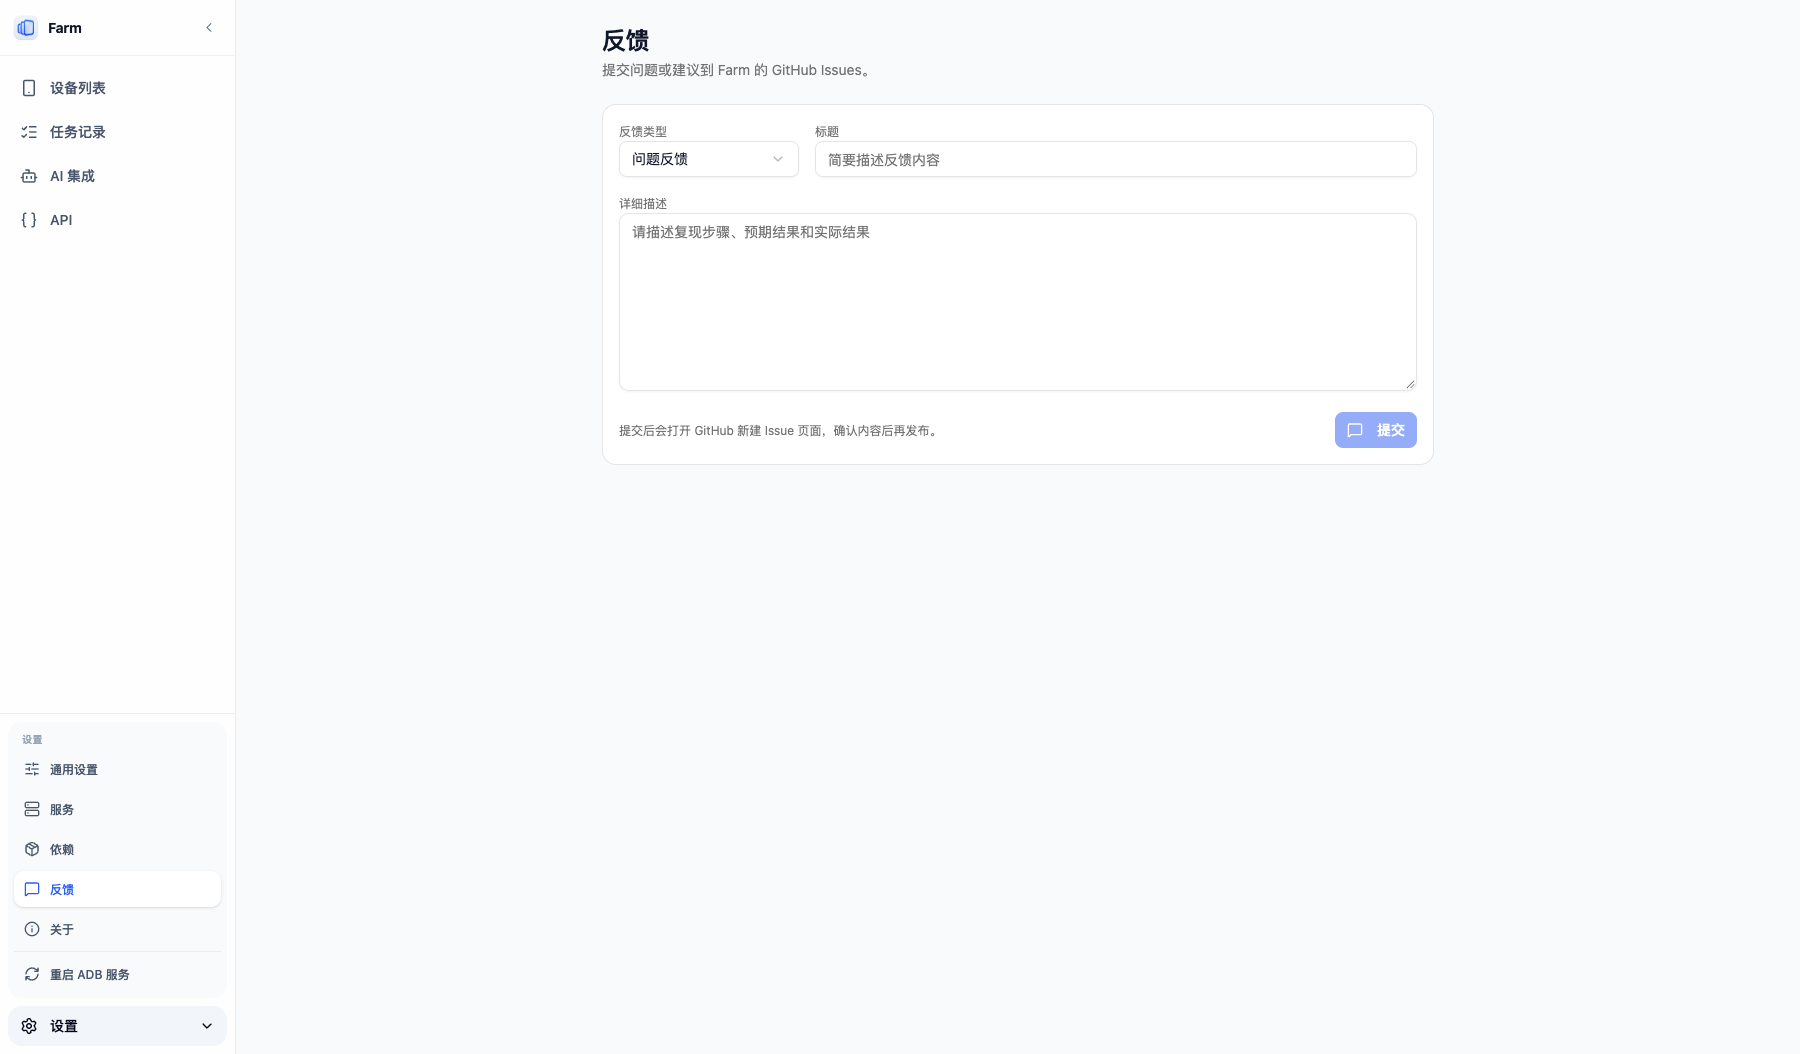 Farm
设备列表
任务记录
AI 集成
API
设置
通用设置
服务
依赖
反馈
关于
重启 ADB 服务
设置
反馈
提交问题或建议到 Farm 的 GitHub Issues。
反馈类型
标题
问题反馈
简要描述反馈内容
详细描述
请描述复现步骤、预期结果和实际结果
提交后会打开 GitHub 新建 Issue 页面，确认内容后再发布。
提交